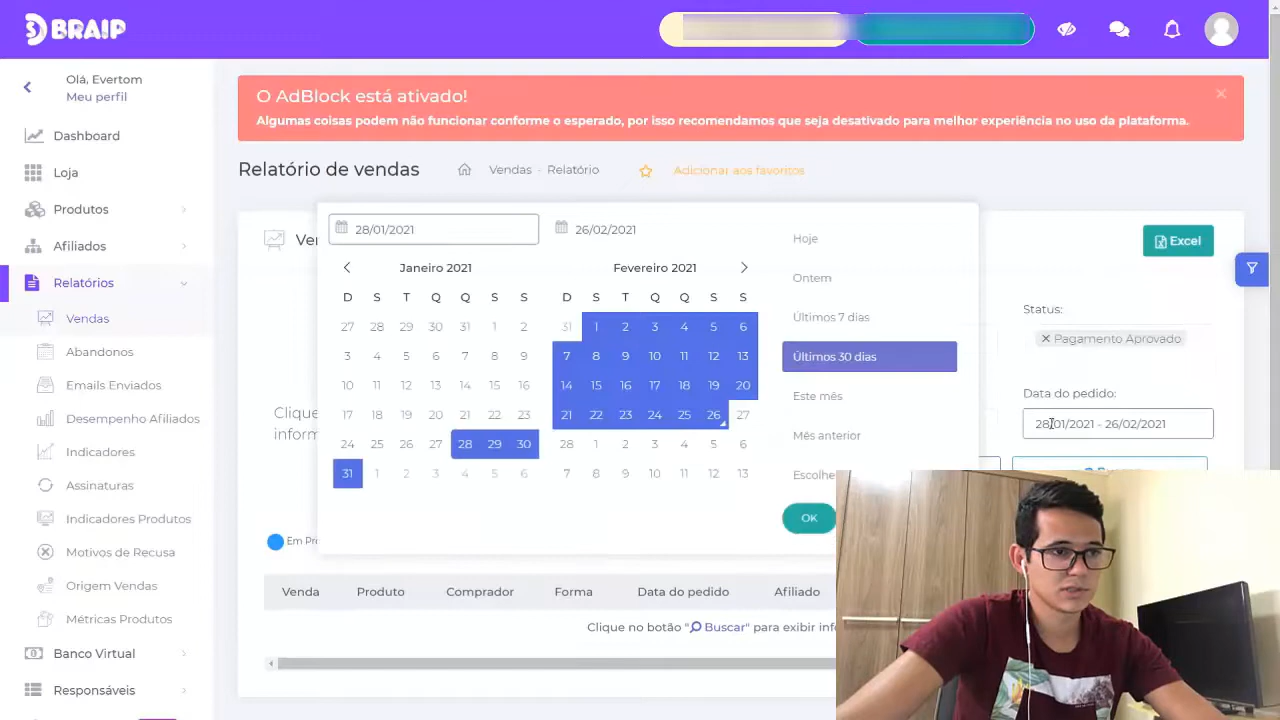 BRAIP
Olá, Evertom
Meu perfil
Dashboard
Loja
Produtos
Afiliados
Relatórios
Vendas
Abandonos
Emails Enviados
Desempenho Afiliados
Indicadores
Assinaturas
Indicadores Produtos
Motivos de Recusa
Origem Vendas
Métricas Produtos
Banco Virtual
Responsáveis
O AdBlock está ativado!
Algumas coisas podem não funcionar conforme o esperado, por isso recomendamos que seja desativado para melhor experiência no uso da plataforma.
Relatório de vendas
Vendas - Relatório
Adicionar aos favoritos
28/01/2021
26/02/2021
Janeiro 2021
D S T Q Q S S
27 28 29 30 31 1 2
3 4 5 6 7 8 9
10 11 12 13 14 15 16
17 18 19 20 21 22 23
24 25 26 27 28 29 30
31 1 2 3 4 5 6
Fevereiro 2021
D S T Q Q S S
31 1 2 3 4 5 6
7 8 9 10 11 12 13
14 15 16 17 18 19 20
21 22 23 24 25 26 27
28 1 2 3 4 5 6
7 8 9 10 11 12 13
Hoje
Ontem
Últimos 7 dias
Últimos 30 dias
Este mês
Mês anterior
OK
Excel
Status:
× Pagamento Aprovado
Data do pedido:
28/01/2021 - 26/02/2021
Clique
Em
Venda Produto Comprador Forma Data do pedido Afiliado
Clique no botão "Buscar" para exibir